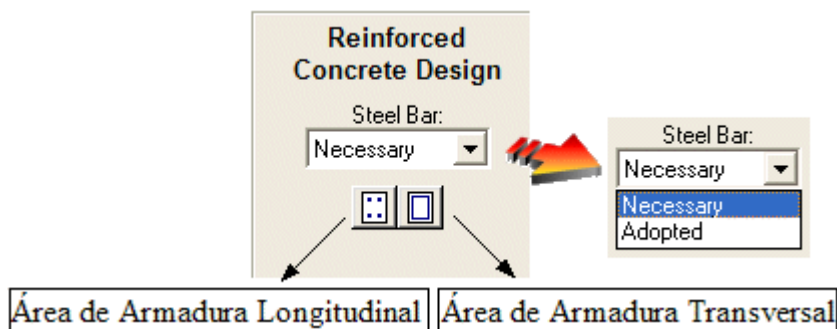 Reinforced
Concrete Design
Steel Bar:
Necessary
Steel Bar:
Necessary
Necessary
Adopted
Área de Armadura Longitudinal
Área de Armadura Transversal